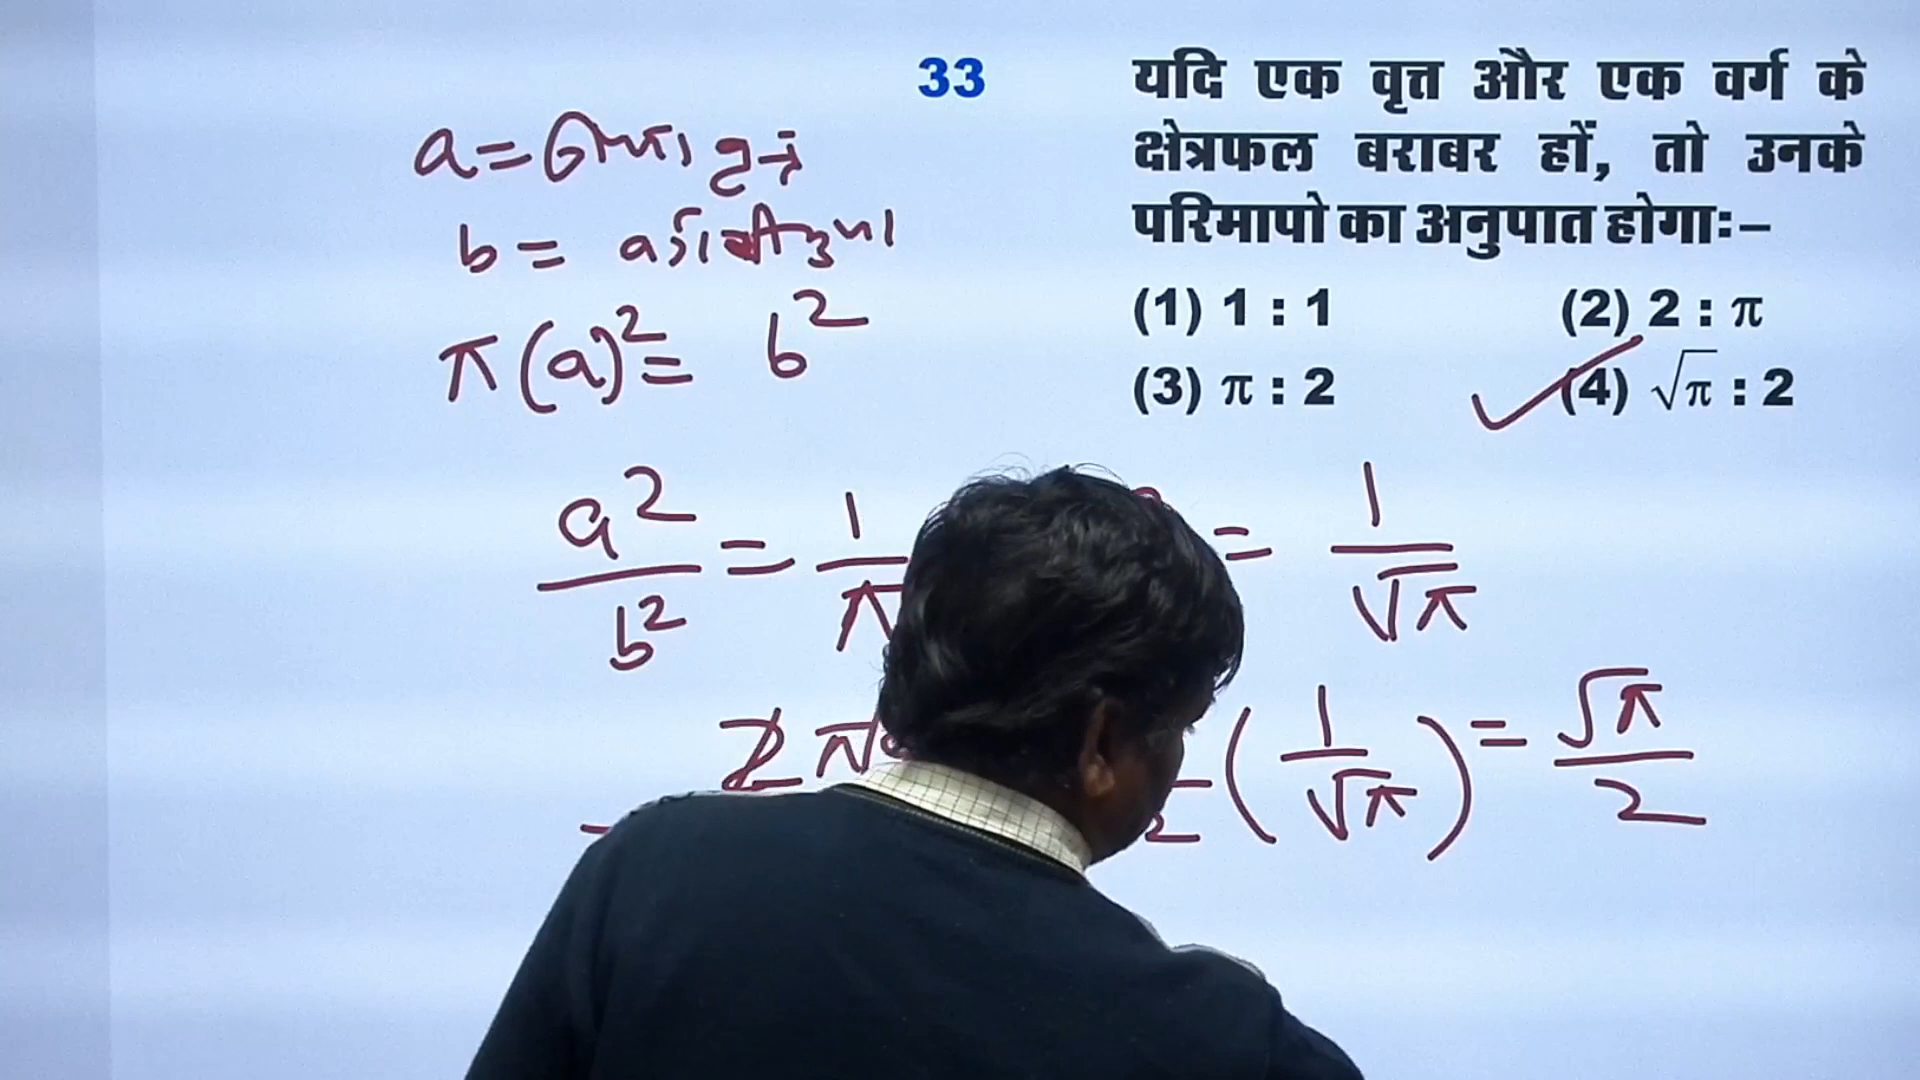 33 यदि एक वृत्त और एक वर्ग के
क्षेत्रफल बराबर हों, तो उनके
परिमापो का अनुपात होगाः–
(1) 1 : 1 (2) 2 : π
(3) π : 2 (4) √π : 2
a =
b =
π(a)² = b²
a²/b² = 1/π = 1/√π
2π (1/√π) = √π/2